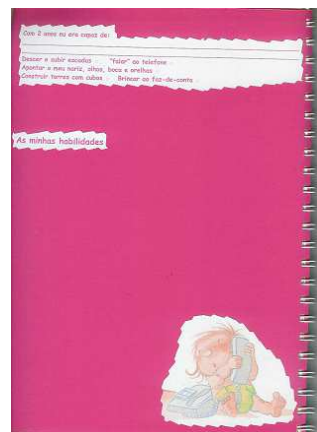 Com 2 anos eu era capaz de:
Descer e subir escadas . "falar" ao telefone .
Apontar o meu nariz, olhos, boca e orelhas .
Construir torres com cubos . Brincar ao faz-de-conta .
As minhas habilidades